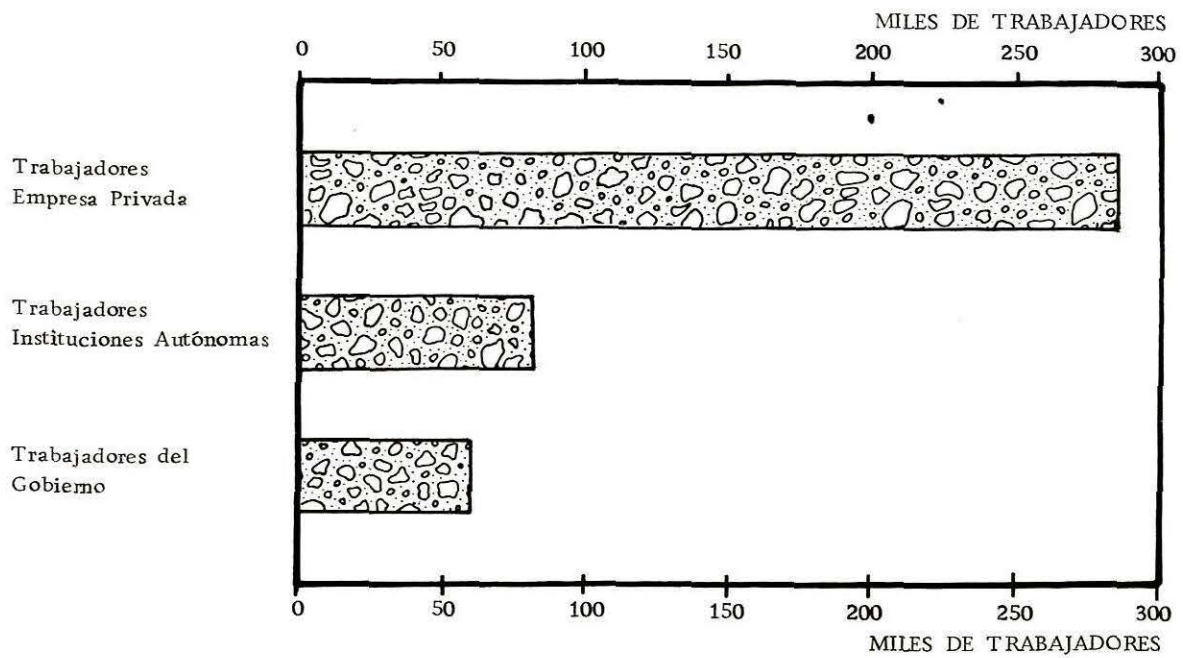 MILES DE TRABAJADORES
0 50 100 150 200 250 300
Trabajadores
Empresa Privada
Trabajadores
Instituciones Autónomas
Trabajadores del
Gobierno
0 50 100 150 200 250 300
MILES DE TRABAJADORES